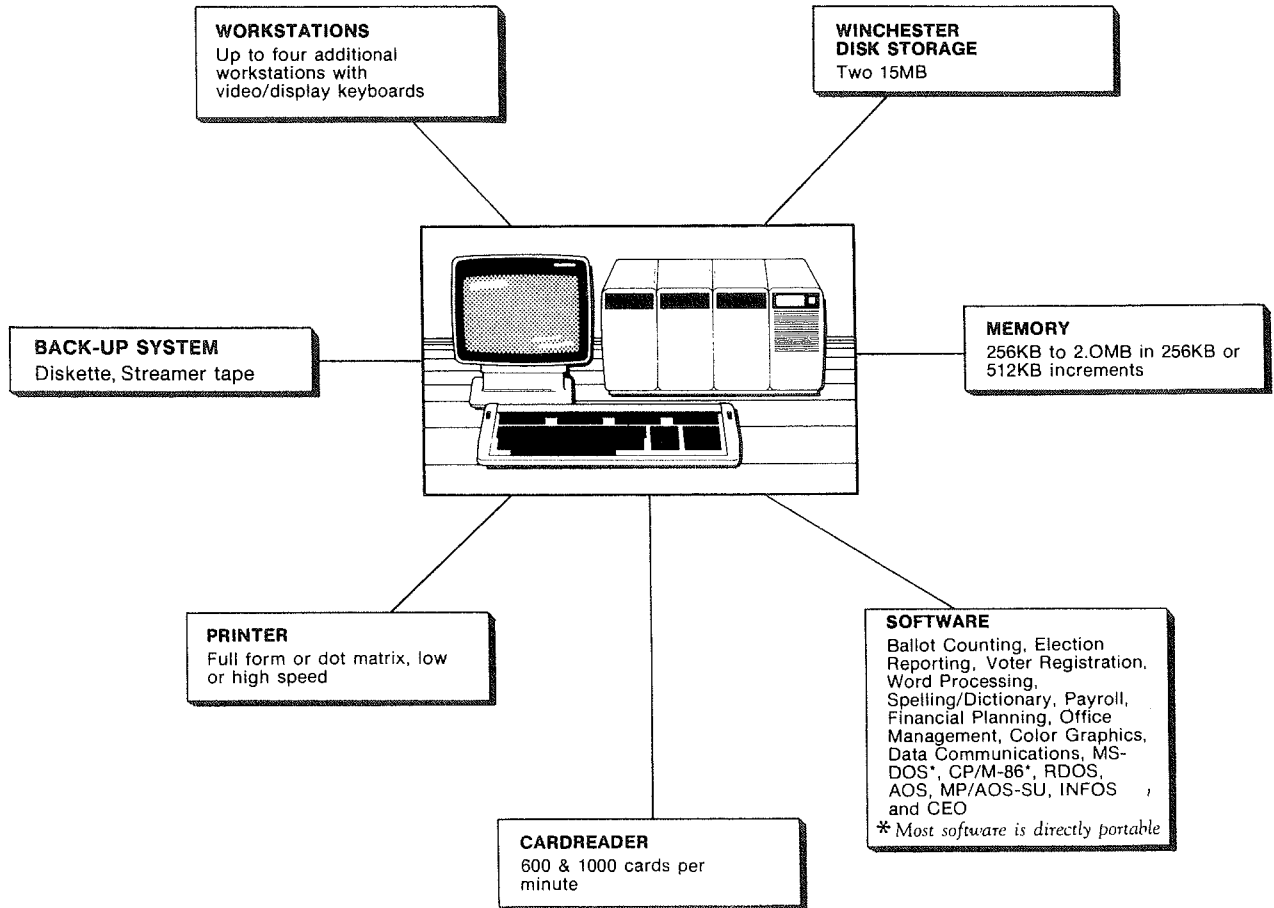 WORKSTATIONS
Up to four additional
workstations with
video/display keyboards
WINCHESTER
DISK STORAGE
Two 15MB
BACK-UP SYSTEM
Diskette, Streamer tape
MEMORY
256KB to 2.OMB in 256KB or
512KB increments
PRINTER
Full form or dot matrix, low
or high speed
CARDREADER
600 & 1000 cards per
minute
SOFTWARE
Ballot Counting, Election
Reporting, Voter Registration,
Word Processing,
Spelling/Dictionary, Payroll,
Financial Planning, Office
Management, Color Graphics,
Data Communications, MS-
DOS*, CP/M-86*, RDOS,
AOS, MP/AOS-SU, INFOS
and CEO
* Most software is directly portable